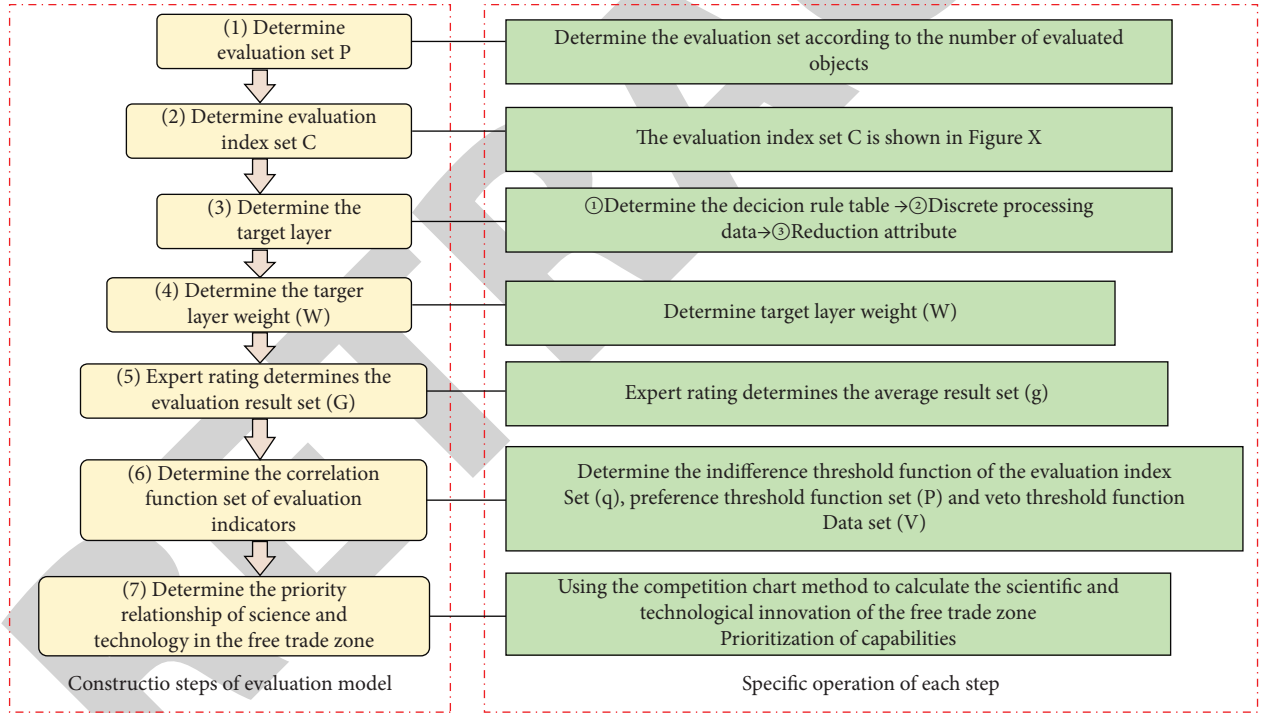 (1) Determine
evaluation set P
Determine the evaluation set according to the number of evaluated
objects
(2) Determine evaluation
index set C
The evaluation index set C is shown in Figure X
(3) Determine the
target layer
①Determine the decicion rule table →②Discrete processing
data→③Reduction attribute
(4) Determine the targer
layer weight (W)
Determine target layer weight (W)
(5) Expert rating determines the
evaluation result set (G)
Expert rating determines the average result set (g)
(6) Determine the correlation
function set of evaluation
indicators
Determine the indifference threshold function of the evaluation index
Set (q), preference threshold function set (P) and veto threshold function
Data set (V)
(7) Determine the priority
relationship of science and
technology in the free trade zone
Using the competition chart method to calculate the scientific and
technological innovation of the free trade zone
Prioritization of capabilities
Constructio steps of evaluation model
Specific operation of each step